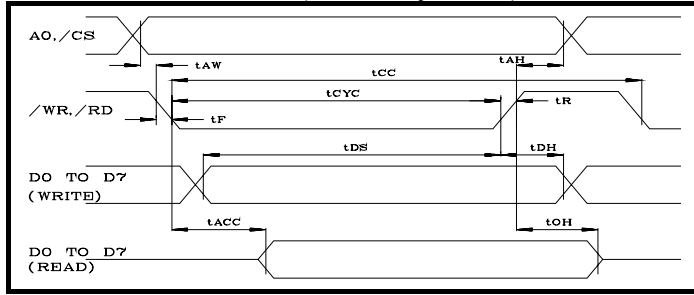 A0,/CS
tAW
tAH
tCC
tCYC
/WR,/RD
tR
tF
tDS
tDH
D0 TO D7
(WRITE)
tACC
tOH
D0 TO D7
(READ)